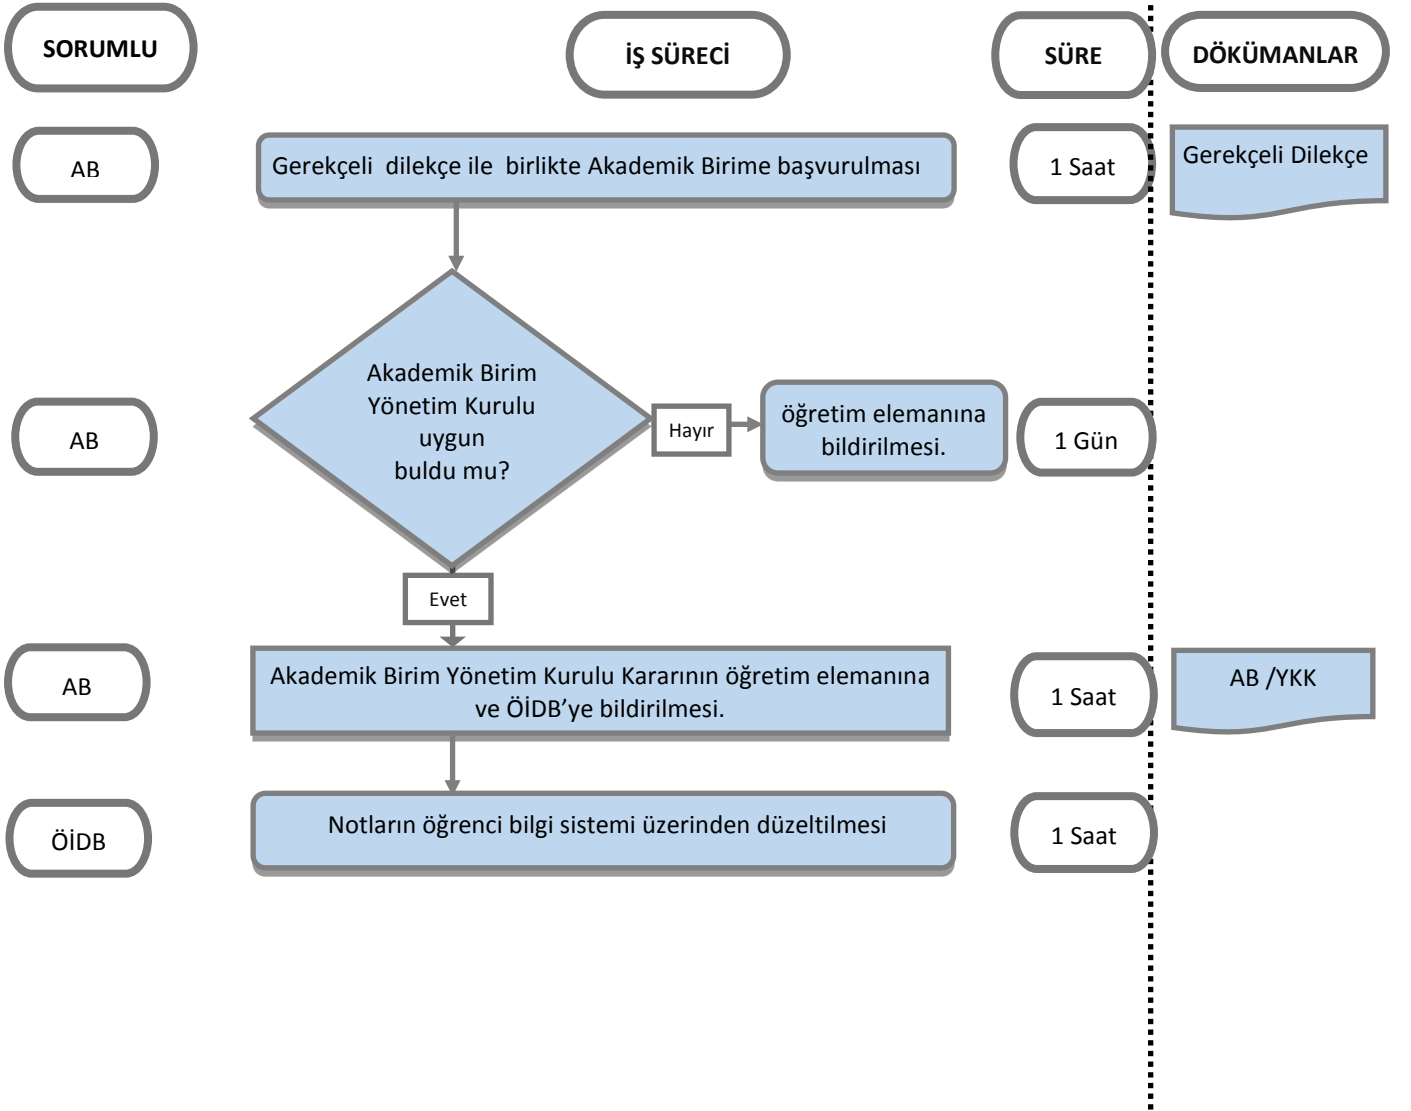 SORUMLU
İŞ SÜRECİ
SÜRE
DÖKÜMANLAR
AB
Gerekçeli dilekçe ile birlikte Akademik Birime başvurulması
1 Saat
Gerekçeli Dilekçe
AB
Akademik Birim
Yönetim Kurulu
uygun
buldu mu?
Hayır
öğretim elemanına
bildirilmesi.
1 Gün
Evet
AB
Akademik Birim Yönetim Kurulu Kararının öğretim elemanına
ve ÖİDB’ye bildirilmesi.
1 Saat
AB /YKK
ÖİDB
Notların öğrenci bilgi sistemi üzerinden düzeltilmesi
1 Saat